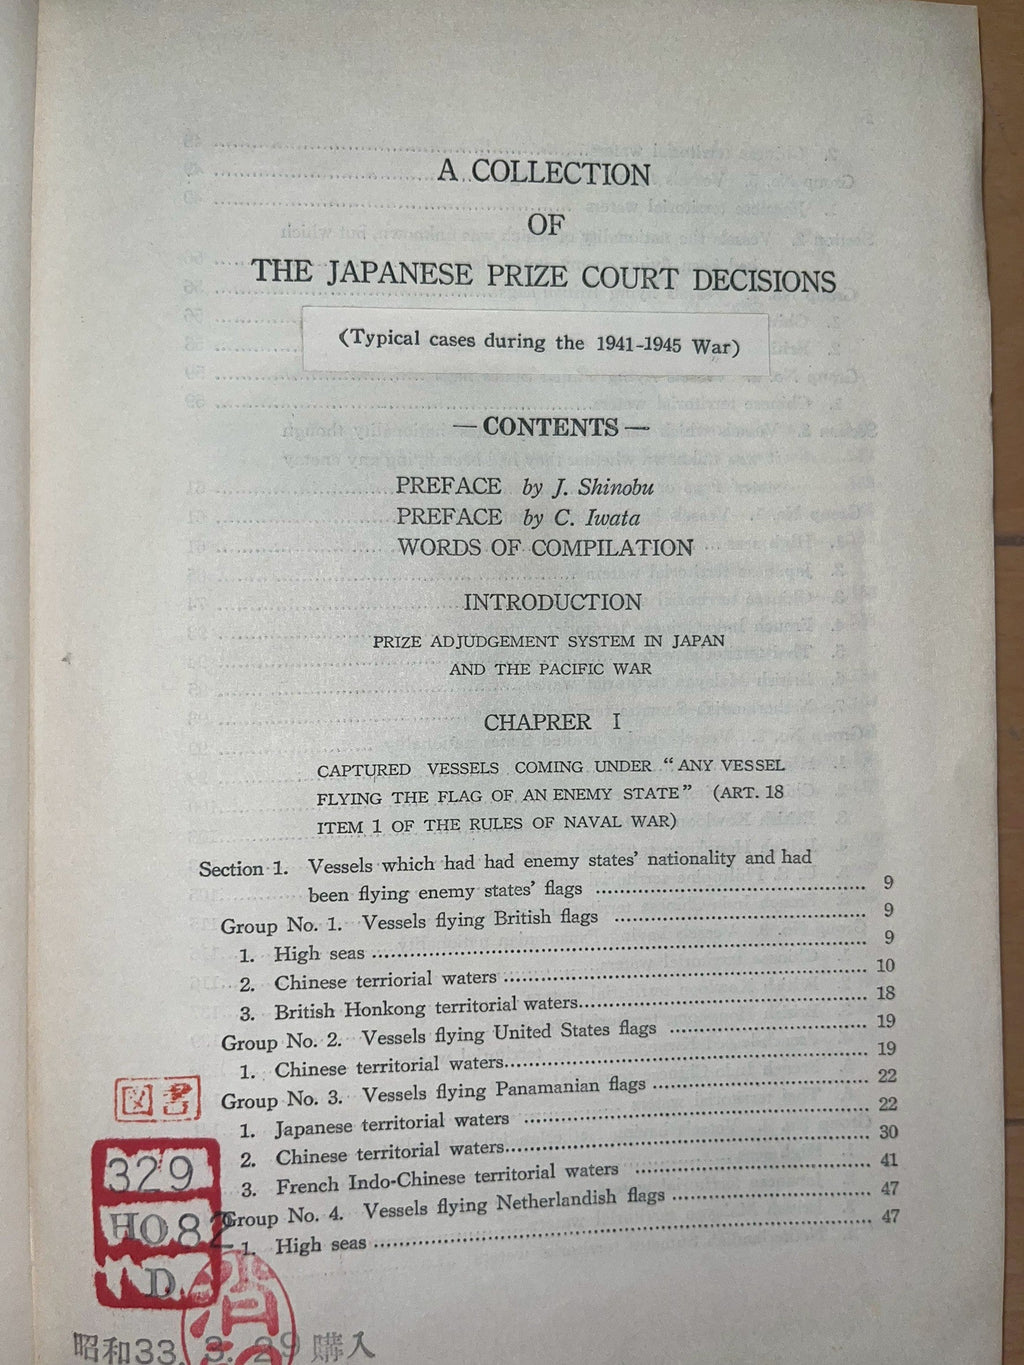 A COLLECTION
OF
THE JAPANESE PRIZE COURT DECISIONS
(Typical cases during the 1941-1945 War)
— CONTENTS —
PREFACE by J. Shinobu
PREFACE by C. Iwata
WORDS OF COMPILATION
INTRODUCTION
PRIZE ADJUDGEMENT SYSTEM IN JAPAN
AND THE PACIFIC WAR
CHAPRER I
CAPTURED VESSELS COMING UNDER “ANY VESSEL
FLYING THE FLAG OF AN ENEMY STATE” (ART. 18
ITEM 1 OF THE RULES OF NAVAL WAR)
Section 1. Vessels which had had enemy states’ nationality and had
been flying enemy states’ flags ........ 9
Group No. 1. Vessels flying British flags ........ 9
1. High seas ........ 9
2. Chinese terriorial waters ........ 10
3. British Honkong territorial waters ........ 18
Group No. 2. Vessels flying United States flags ........ 19
1. Chinese territorial waters ........ 19
Group No. 3. Vessels flying Panamanian flags ........ 22
1. Japanese territorial waters ........ 22
2. Chinese territorial waters ........ 30
3. French Indo-Chinese territorial waters ........ 41
Group No. 4. Vessels flying Netherlandish flags ........ 47
1. High seas ........ 47
図書
329
HO82
D
消
昭和33. 3. 29 購入